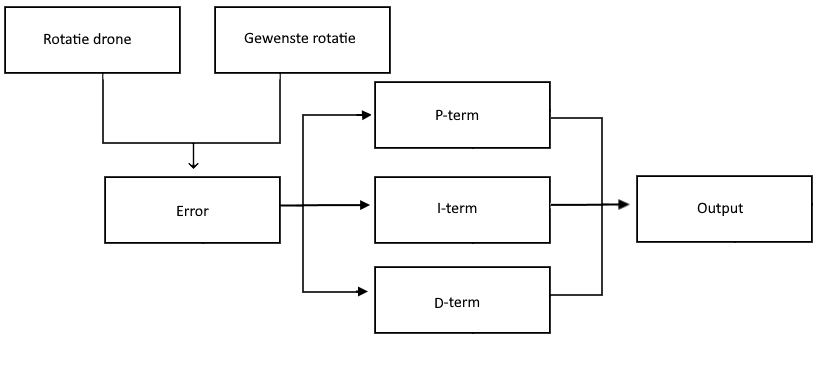 Rotatie drone
Gewenste rotatie
P-term
Error
I-term
Output
D-term